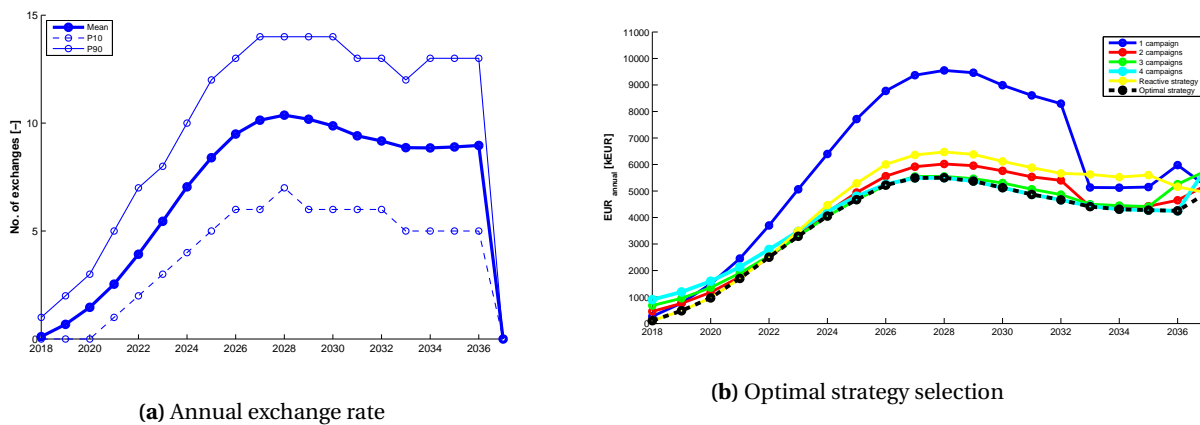 15
10
5
0
No. of exchanges [–]
Mean
P10
P90
2018 2020 2022 2024 2026 2028 2030 2032 2034 2036
(a) Annual exchange rate
11000
10000
9000
8000
7000
6000
5000
4000
3000
2000
1000
0
EUR annual [kEUR]
1 campaign
2 campaigns
3 campaigns
4 campaigns
Reactive strategy
Optimal strategy
2018 2020 2022 2024 2026 2028 2030 2032 2034 2036
(b) Optimal strategy selection